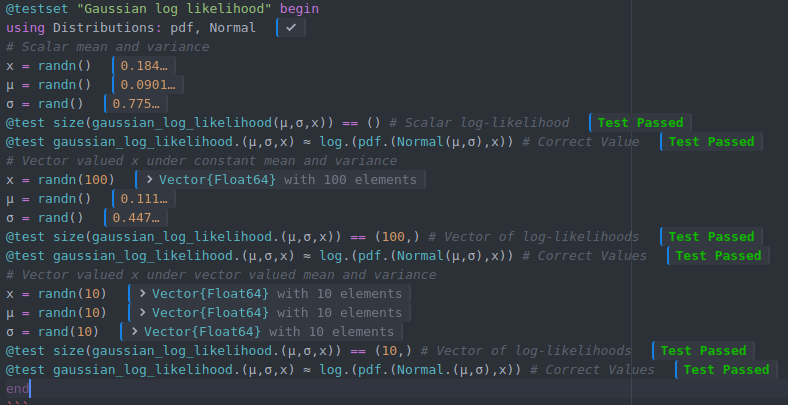 @testset "Gaussian log likelihood" begin
using Distributions: pdf, Normal ✓
# Scalar mean and variance
x = randn() 0.184…
μ = randn() 0.0901…
σ = rand() 0.775…
@test size(gaussian_log_likelihood(μ,σ,x)) == () # Scalar log-likelihood Test Passed
@test gaussian_log_likelihood.(μ,σ,x) ≈ log.(pdf.(Normal(μ,σ),x)) # Correct Value Test Passed
# Vector valued x under constant mean and variance
x = randn(100) > Vector{Float64} with 100 elements
μ = randn() 0.111…
σ = rand() 0.447…
@test size(gaussian_log_likelihood.(μ,σ,x)) == (100,) # Vector of log-likelihoods Test Passed
@test gaussian_log_likelihood.(μ,σ,x) ≈ log.(pdf.(Normal(μ,σ),x)) # Correct Values Test Passed
# Vector valued x under vector valued mean and variance
x = randn(10) > Vector{Float64} with 10 elements
μ = randn(10) > Vector{Float64} with 10 elements
σ = rand(10) > Vector{Float64} with 10 elements
@test size(gaussian_log_likelihood.(μ,σ,x)) == (10,) # Vector of log-likelihoods Test Passed
@test gaussian_log_likelihood.(μ,σ,x) ≈ log.(pdf.(Normal.(μ,σ),x)) # Correct Values Test Passed
end
```